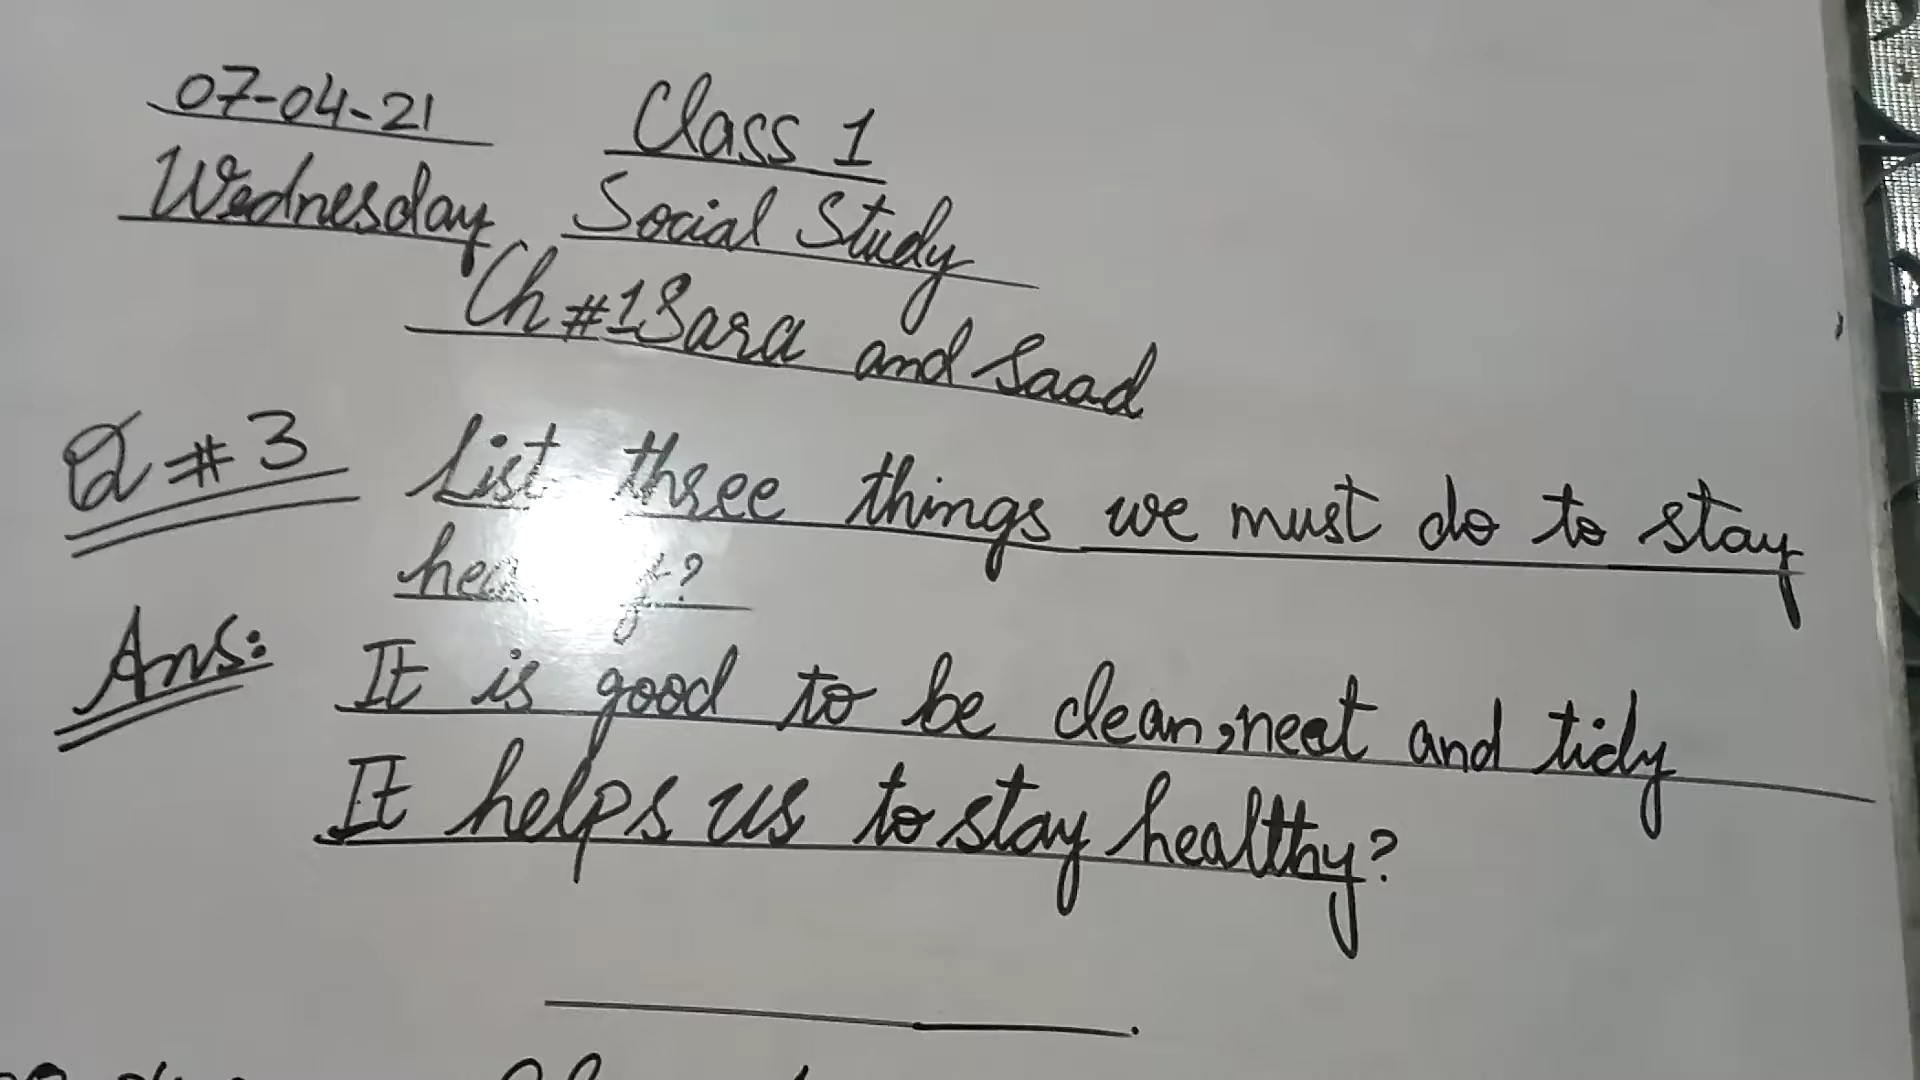 07-04-21 Class 1
Wednesday Social Study
Ch #1 Sara and Saad
Q #3 List three things we must do to stay
Ans: It is good to be clean, neat and tidy
It helps us to stay healthy?